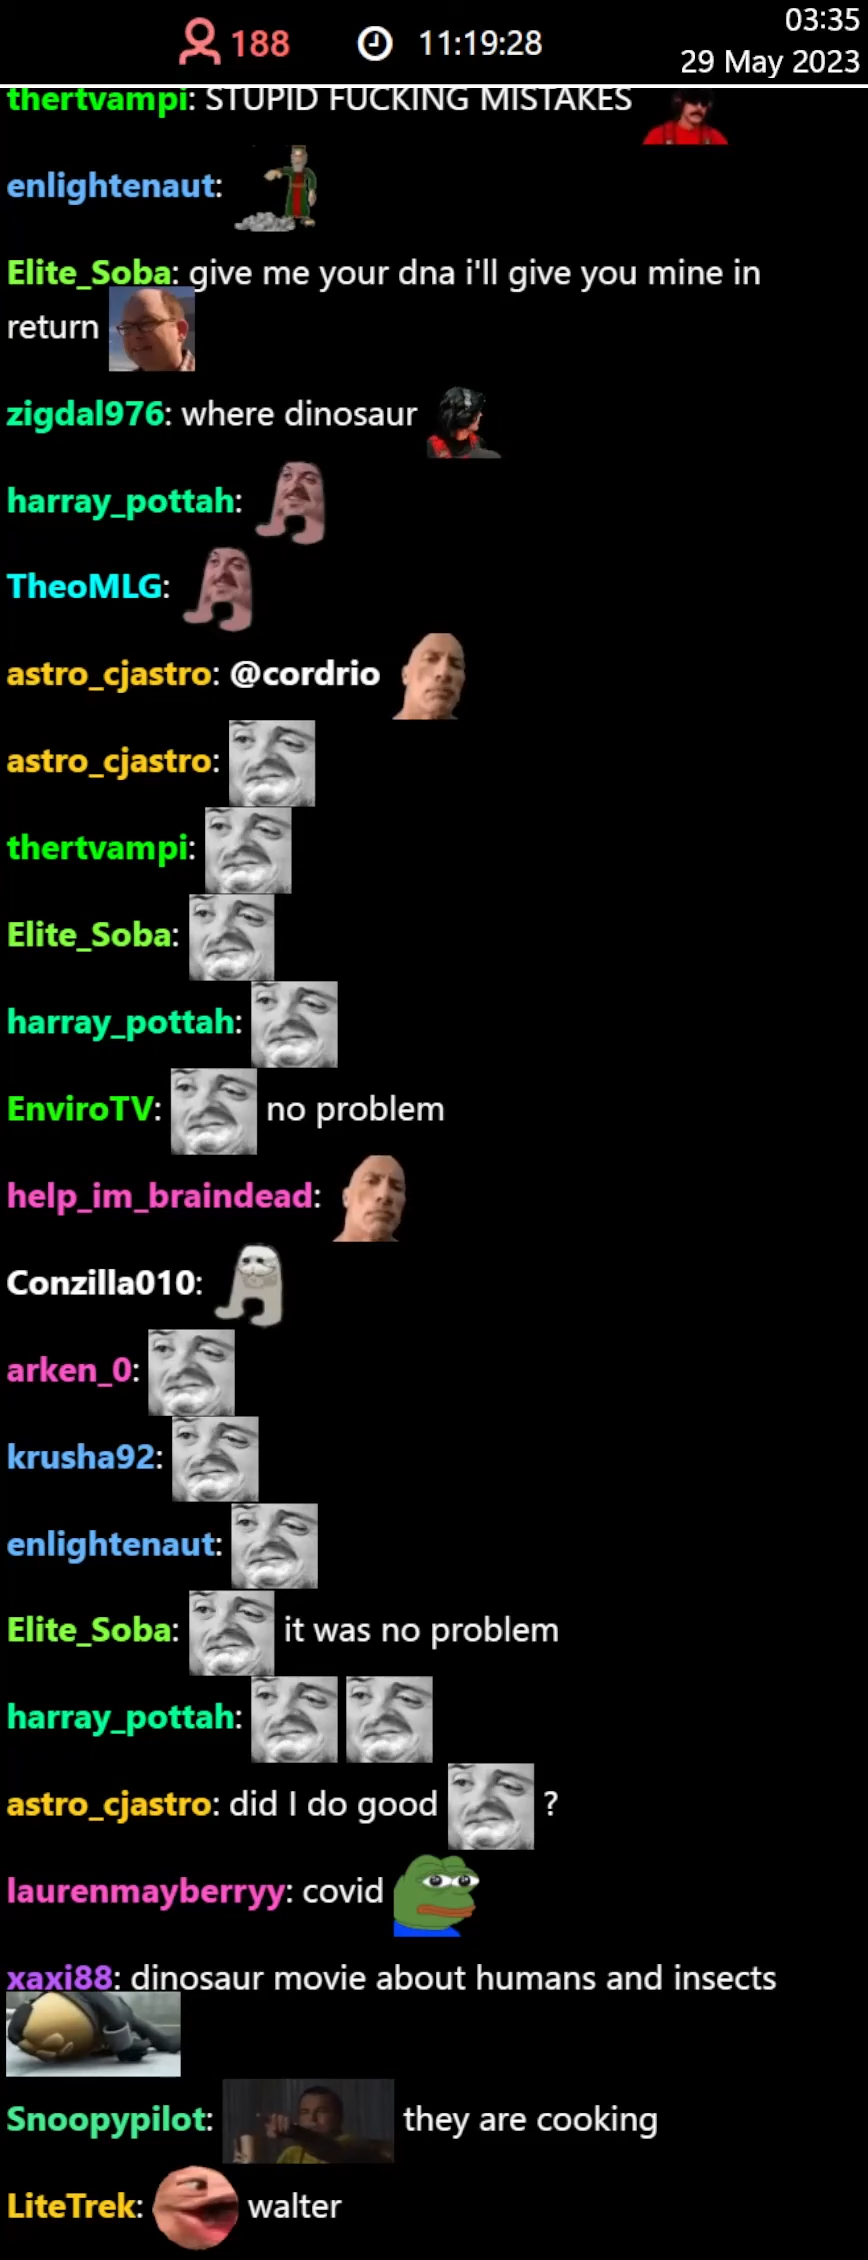 188 11:19:28 03:35
29 May 2023
thertvampi: STUPID FUCKING MISTAKES
enlightenaut:
Elite_Soba: give me your dna i'll give you mine in
return
zigdal976: where dinosaur
harray_pottah:
TheoMLG:
astro_cjastro: @cordrio
astro_cjastro:
thertvampi:
Elite_Soba:
harray_pottah:
EnviroTV: no problem
help_im_braindead:
Conzilla010:
arken_0:
krusha92:
enlightenaut:
Elite_Soba: it was no problem
harray_pottah:
astro_cjastro: did I do good ?
laurenmayberryy: covid
xaxi88: dinosaur movie about humans and insects
Snoopypilot: they are cooking
LiteTrek: walter